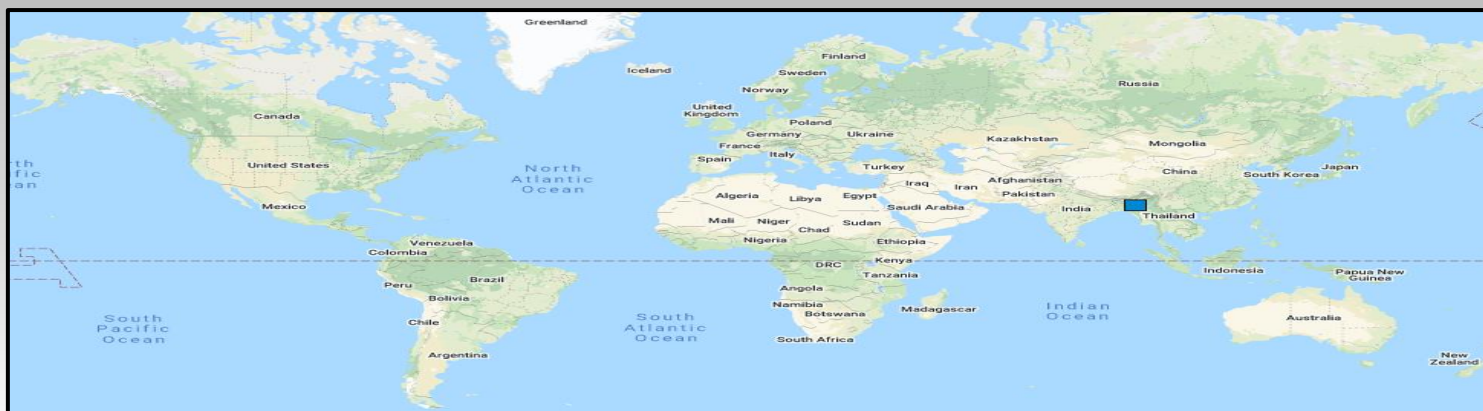 Greenland
Iceland
Finland
Sweden
Norway
Russia
United
Kingdom
Canada
Poland
Germany
Ukraine
France
Kazakhstan
Mongolia
United States
Spain
Italy
Turkey
China
South Korea
Japan
North
Atlantic
Ocean
rth
ific
an
Iraq
Iran
Afghanistan
Pakistan
Algeria
Libya
Egypt
Saudi Arabia
India
Mexico
Mali
Niger
Chad
Sudan
Thailand
Venezuela
Colombia
Nigeria
Ethiopia
Brazil
DRC
Kenya
Tanzania
Indonesia
Papua New
Guinea
Peru
Bolivia
Angola
Namibia
Botswana
Madagascar
Indian
Ocean
South
Pacific
Ocean
Chile
South
Atlantic
Ocean
Australia
South Africa
Argentina
New
Zealand